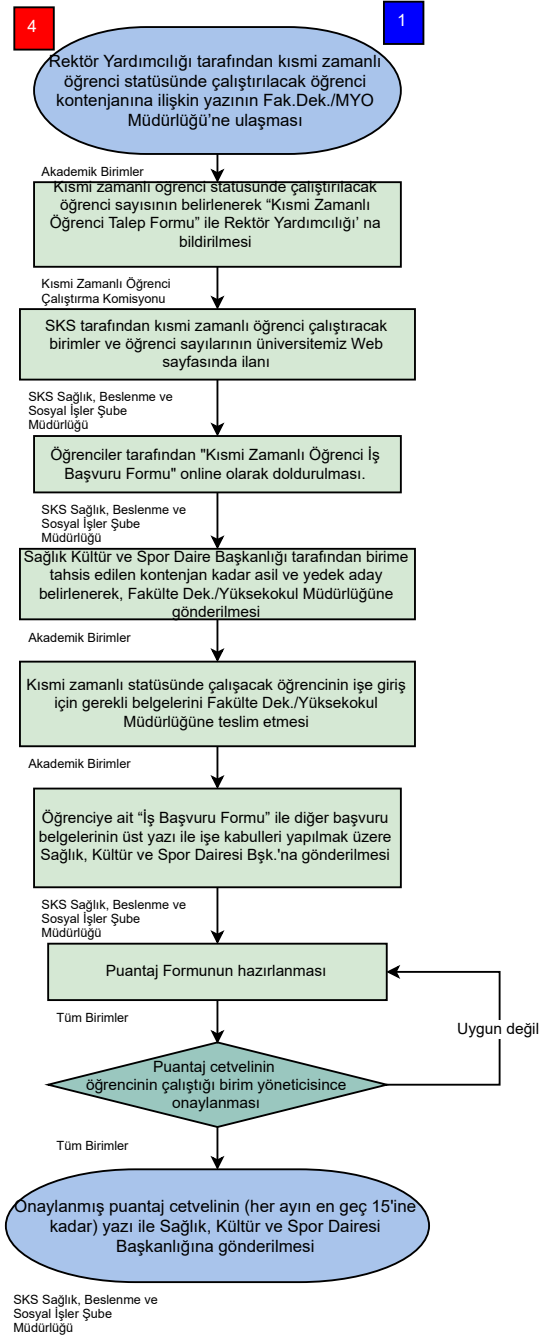 4
1
Rektör Yardımcılığı tarafından kısmi zamanlı
öğrenci statüsünde çalıştırılacak öğrenci
kontenjanına ilişkin yazının Fak.Dek./MYO
Müdürlüğü’ne ulaşması
Akademik Birimler
Kısmi zamanlı öğrenci statüsünde çalıştırılacak
öğrenci sayısının belirlenerek “Kısmi Zamanlı
Öğrenci Talep Formu” ile Rektör Yardımcılığı’ na
bildirilmesi
Kısmi Zamanlı Öğrenci
Çalıştırma Komisyonu
SKS tarafından kısmi zamanlı öğrenci çalıştıracak
birimler ve öğrenci sayılarının üniversitemiz Web
sayfasında ilanı
SKS Sağlık, Beslenme ve
Sosyal İşler Şube
Müdürlüğü
Öğrenciler tarafından "Kısmi Zamanlı Öğrenci İş
Başvuru Formu" online olarak doldurulması.
SKS Sağlık, Beslenme ve
Sosyal İşler Şube
Müdürlüğü
Sağlık Kültür ve Spor Daire Başkanlığı tarafından birime
tahsis edilen kontenjan kadar asil ve yedek aday
belirlenerek, Fakülte Dek./Yüksekokul Müdürlüğüne
gönderilmesi
Akademik Birimler
Kısmi zamanlı statüsünde çalışacak öğrencinin işe giriş
için gerekli belgelerini Fakülte Dek./Yüksekokul
Müdürlüğüne teslim etmesi
Akademik Birimler
Öğrenciye ait “İş Başvuru Formu” ile diğer başvuru
belgelerinin üst yazı ile işe kabulleri yapılmak üzere
Sağlık, Kültür ve Spor Dairesi Bşk.'na gönderilmesi
SKS Sağlık, Beslenme ve
Sosyal İşler Şube
Müdürlüğü
Puantaj Formunun hazırlanması
Tüm Birimler
Uygun değil
Puantaj cetvelinin
öğrencinin çalıştığı birim yöneticisince
onaylanması
Tüm Birimler
Onaylanmış puantaj cetvelinin (her ayın en geç 15'ine
kadar) yazı ile Sağlık, Kültür ve Spor Dairesi
Başkanlığına gönderilmesi
SKS Sağlık, Beslenme ve
Sosyal İşler Şube
Müdürlüğü